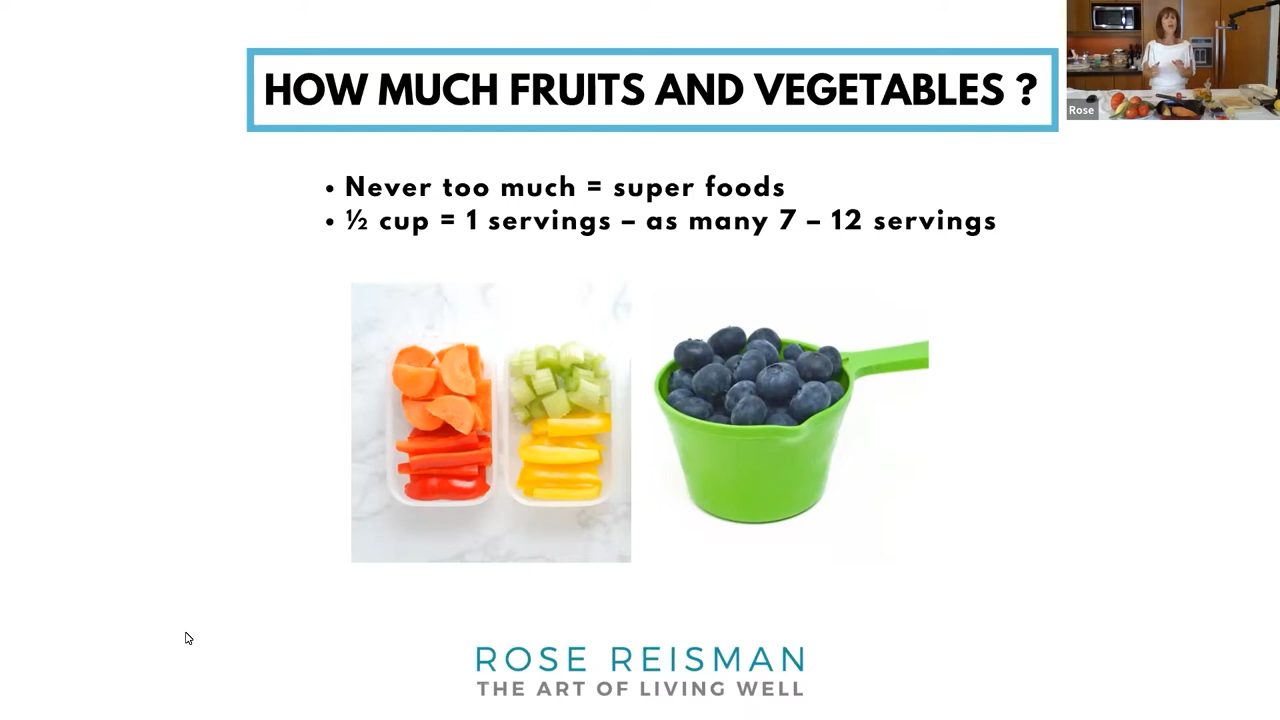 HOW MUCH FRUITS AND VEGETABLES ?
Rose
• Never too much = super foods
• ½ cup = 1 servings – as many 7 – 12 servings
ROSE REISMAN
THE ART OF LIVING WELL